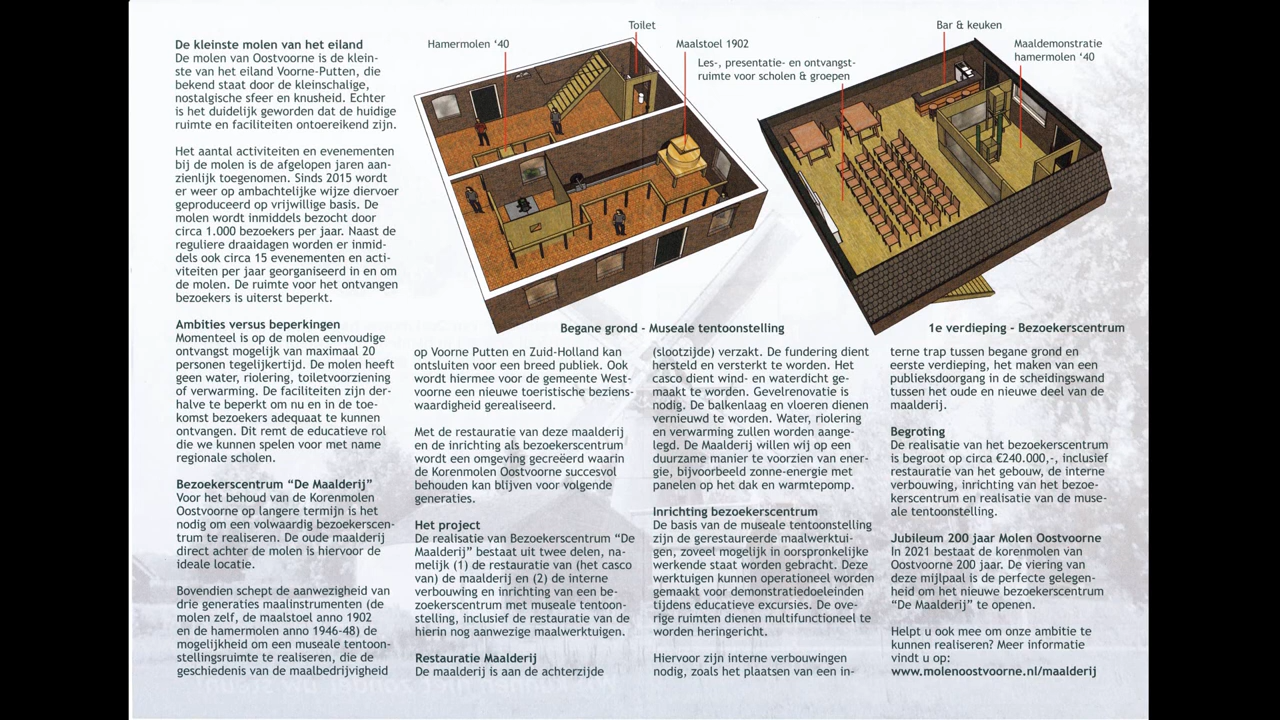 De kleinste molen van het eiland
De molen van Oostvoorne is de klein-
ste van het eiland Voorne-Putten, die
bekend staat door de kleinschalige,
nostalgische sfeer en knusheid. Echter
is het duidelijk geworden dat de huidige
ruimte en faciliteiten ontoereikend zijn.
Het aantal activiteiten en evenementen
bij de molen is de afgelopen jaren aan-
zienlijk toegenomen. Sinds 2015 wordt
er weer op ambachtelijke wijze diervoer
geproduceerd op vrijwillige basis. De
molen wordt inmiddels bezocht door
circa 1.000 bezoekers per jaar. Naast de
reguliere draaidagen worden er inmid-
dels ook circa 15 evenementen en acti-
viteiten per jaar georganiseerd in en om
de molen. De ruimte voor het ontvangen
bezoekers is uiterst beperkt.
Ambities versus beperkingen
Momenteel is op de molen eenvoudige
ontvangst mogelijk van maximaal 20
personen tegelijkertijd. De molen heeft
geen water, riolering, toiletvoorziening
of verwarming. De faciliteiten zijn der-
halve te beperkt om nu en in de toe-
komst bezoekers adequaat te kunnen
ontvangen. Dit remt de educatieve rol
die we kunnen spelen voor met name
regionale scholen.
Bezoekerscentrum “De Maalderij”
Voor het behoud van de Korenmolen
Oostvoorne op langere termijn is het
nodig om een volwaardig bezoekerscen-
trum te realiseren. De oude maalderij
direct achter de molen is hiervoor de
ideale locatie.
Bovendien schept de aanwezigheid van
drie generaties maalinstrumenten (de
molen zelf, de maalstoel anno 1902
en de hamermolen anno 1946-48) de
mogelijkheid om een museale tentoon-
stellingsruimte te realiseren, die de
geschiedenis van de maalbedrijvigheid
Hamermolen ‘40
Toilet
Maalstoel 1902
Les-, presentatie- en ontvangst-
ruimte voor scholen & groepen
Bar & keuken
Maaldemonstratie
hamermolen ‘40
Begane grond - Museale tentoonstelling
1e verdieping - Bezoekerscentrum
op Voorne Putten en Zuid-Holland kan
ontsluiten voor een breed publiek. Ook
wordt hiermee voor de gemeente West-
voorne een nieuwe toeristische beziens-
waardigheid gerealiseerd.
Met de restauratie van deze maalderij
en de inrichting als bezoekerscentrum
wordt een omgeving gecreëerd waarin
de Korenmolen Oostvoorne succesvol
behouden kan blijven voor volgende
generaties.
Het project
De realisatie van Bezoekerscentrum “De
Maalderij” bestaat uit twee delen, na-
melijk (1) de restauratie van (het casco
van) de maalderij en (2) de interne
verbouwing en inrichting van een be-
zoekerscentrum met museale tentoon-
stelling, inclusief de restauratie van de
hierin nog aanwezige maalwerktuigen.
Restauratie Maalderij
De maalderij is aan de achterzijde
(slootzijde) verzakt. De fundering dient
hersteld en versterkt te worden. Het
casco dient wind- en waterdicht ge-
maakt te worden. Gevelrenovatie is
nodig. De balkenlaag en vloeren dienen
vernieuwd te worden. Water, riolering
en verwarming zullen worden aange-
legd. De Maalderij willen wij op een
duurzame manier te voorzien van ener-
gie, bijvoorbeeld zonne-energie met
panelen op het dak en warmtepomp.
Inrichting bezoekerscentrum
De basis van de museale tentoonstelling
zijn de gerestaureerde maalwerktui-
gen, zoveel mogelijk in oorspronkelijke
werkende staat worden gebracht. Deze
werktuigen kunnen operationeel worden
gemaakt voor demonstratiedoeleinden
tijdens educatieve excursies. De ove-
rige ruimten dienen multifunctioneel te
worden heringericht.
Hiervoor zijn interne verbouwingen
nodig, zoals het plaatsen van een in-
terne trap tussen begane grond en
eerste verdieping, het maken van een
publieksdoorgang in de scheidingswand
tussen het oude en nieuwe deel van de
maalderij.
Begroting
De realisatie van het bezoekerscentrum
is begroot op circa €240.000,-, inclusief
restauratie van het gebouw, de interne
verbouwing, inrichting van het bezoe-
kerscentrum en realisatie van de muse-
ale tentoonstelling.
Jubileum 200 jaar Molen Oostvoorne
In 2021 bestaat de korenmolen van
Oostvoorne 200 jaar. De viering van
deze mijlpaal is de perfecte gelegen-
heid om het nieuwe bezoekerscentrum
“De Maalderij” te openen.
Helpt u ook mee om onze ambitie te
kunnen realiseren? Meer informatie
vindt u op:
www.molenoostvoorne.nl/maalderij